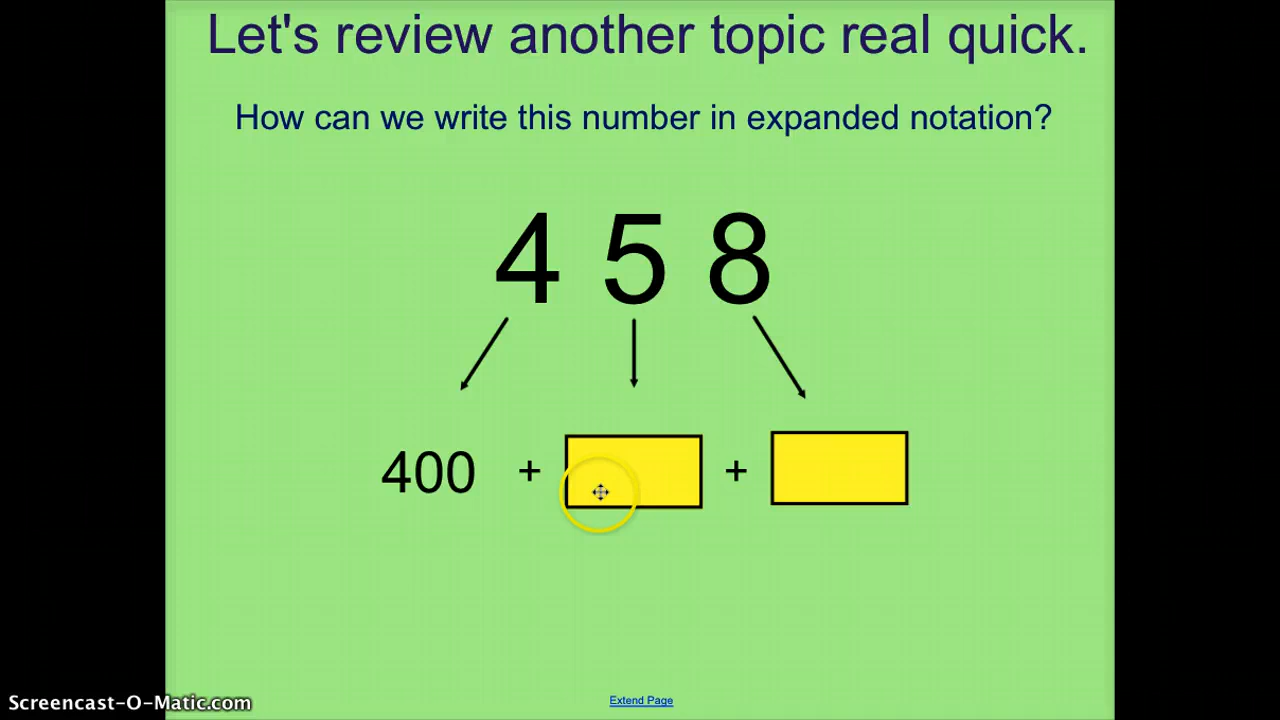 Let's review another topic real quick.
How can we write this number in expanded notation?
4 5 8
400 + +
Extend Page
Screencast-O-Matic.com